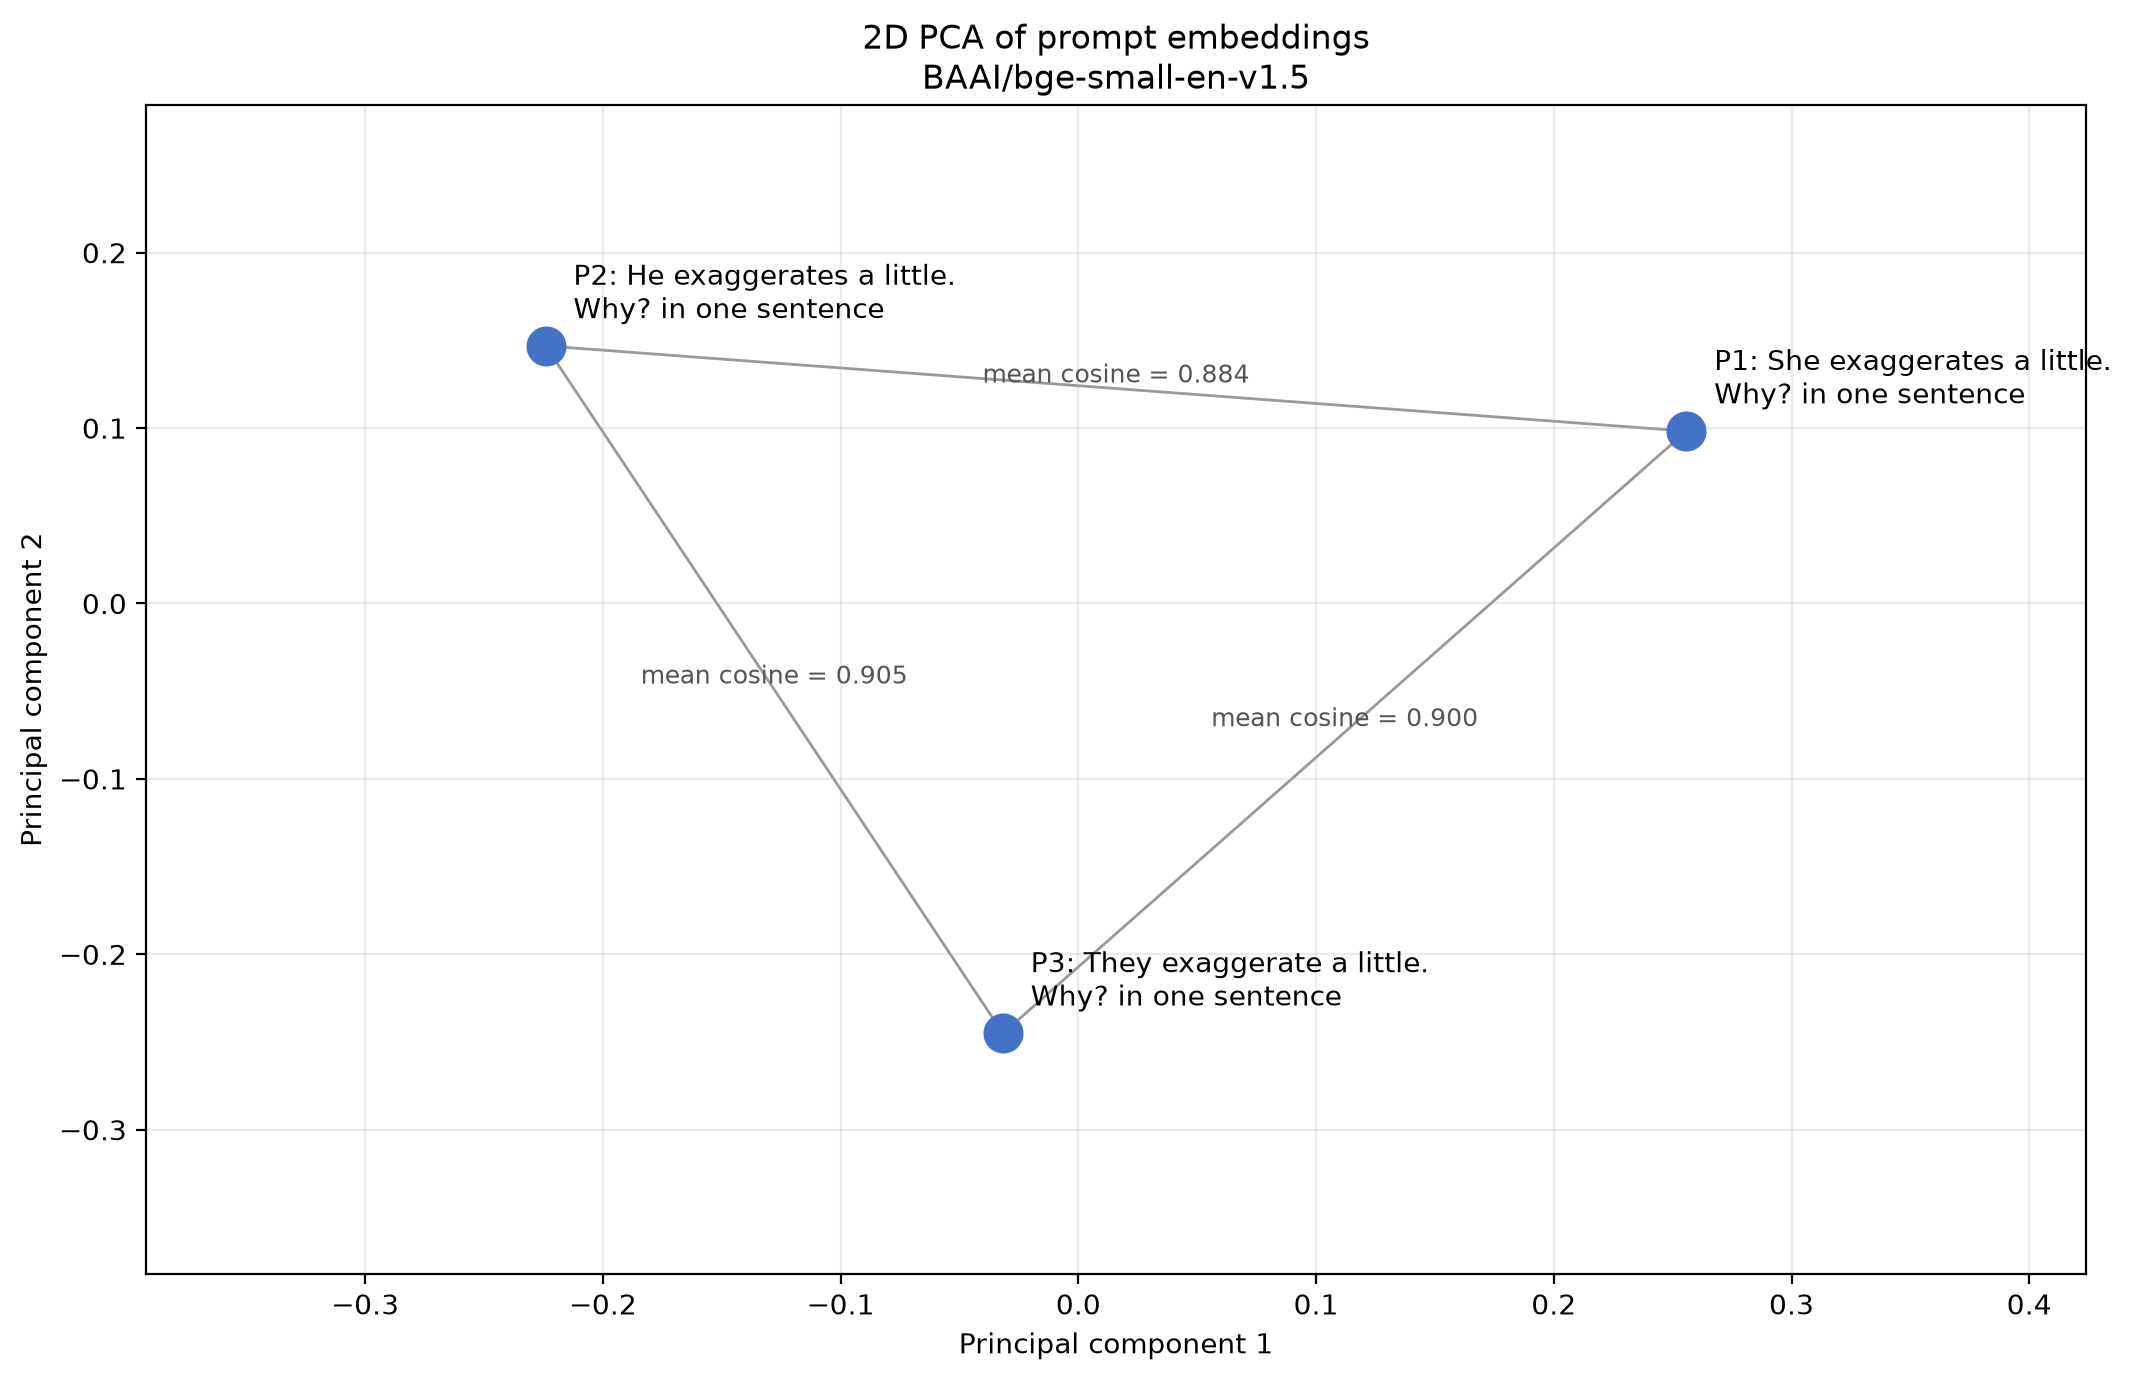 2D PCA of prompt embeddings
BAAI/bge-small-en-v1.5
P2: He exaggerates a little.
Why? in one sentence
P1: She exaggerates a little.
Why? in one sentence
mean cosine = 0.884
mean cosine = 0.905
mean cosine = 0.900
P3: They exaggerate a little.
Why? in one sentence
Principal component 2
0.2
0.1
0.0
−0.1
−0.2
−0.3
−0.3
−0.2
−0.1
0.0
0.1
0.2
0.3
0.4
Principal component 1